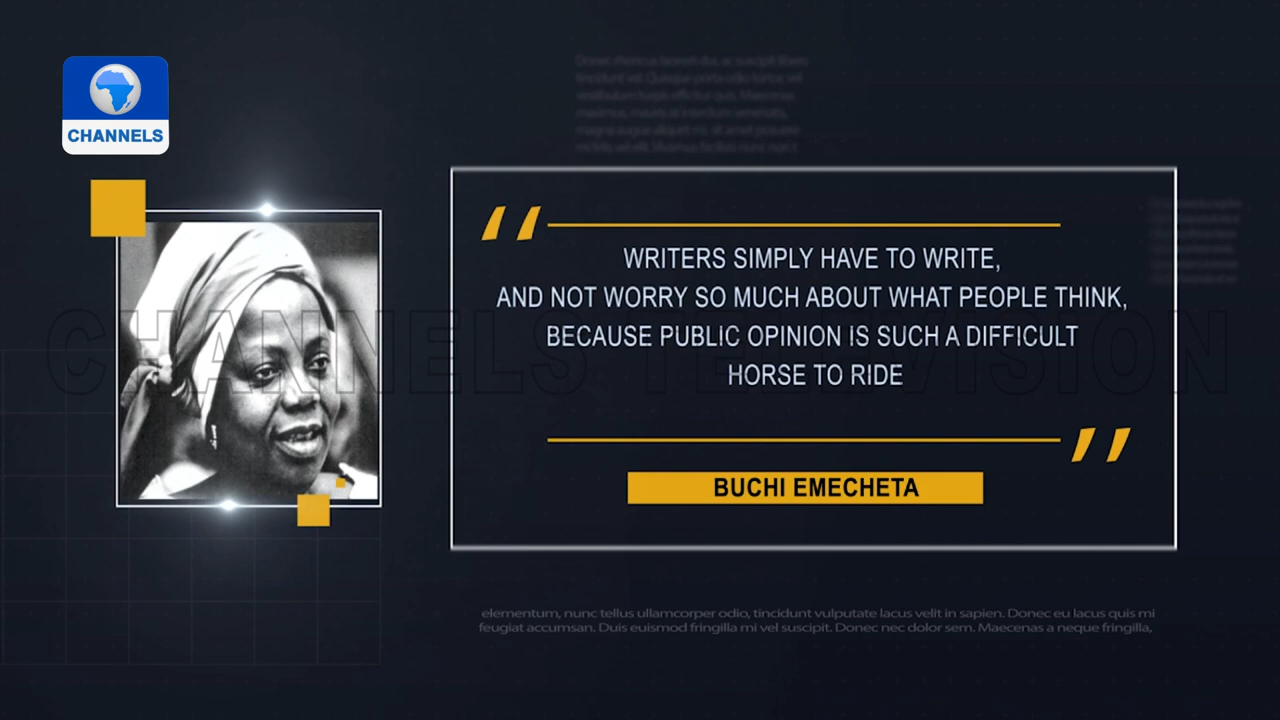 CHANNELS
WRITERS SIMPLY HAVE TO WRITE,
AND NOT WORRY SO MUCH ABOUT WHAT PEOPLE THINK,
BECAUSE PUBLIC OPINION IS SUCH A DIFFICULT
HORSE TO RIDE
BUCHI EMECHETA
CHANNELS TELEVISION
elementum, nunc tellus ullamcorper odio, tincidunt vulputate lacus velit in sapien. Donec eu lacus quis mi
feugiat accumsan. Duis euismod fringilla mi vel suscipit. Donec nec dolor sem. Maecenas a neque fringilla,